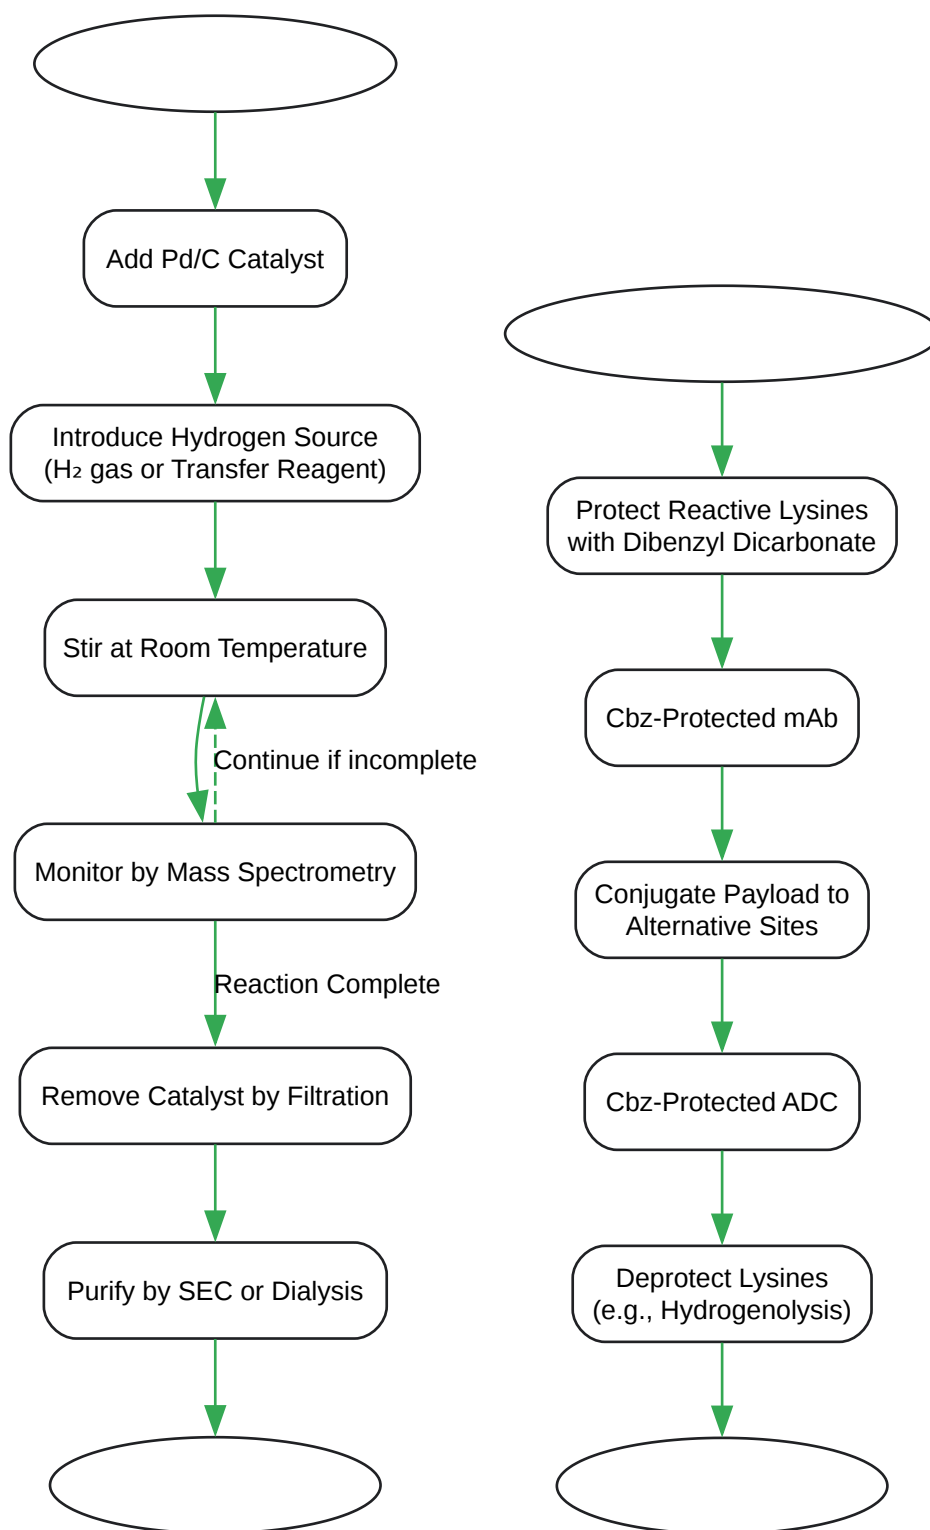 Add Pd/C Catalyst
Introduce Hydrogen Source
(H₂ gas or Transfer Reagent)
Stir at Room Temperature
Continue if incomplete
Monitor by Mass Spectrometry
Reaction Complete
Remove Catalyst by Filtration
Purify by SEC or Dialysis
Protect Reactive Lysines
with Dibenzyl Dicarbonate
Cbz-Protected mAb
Conjugate Payload to
Alternative Sites
Cbz-Protected ADC
Deprotect Lysines
(e.g., Hydrogenolysis)